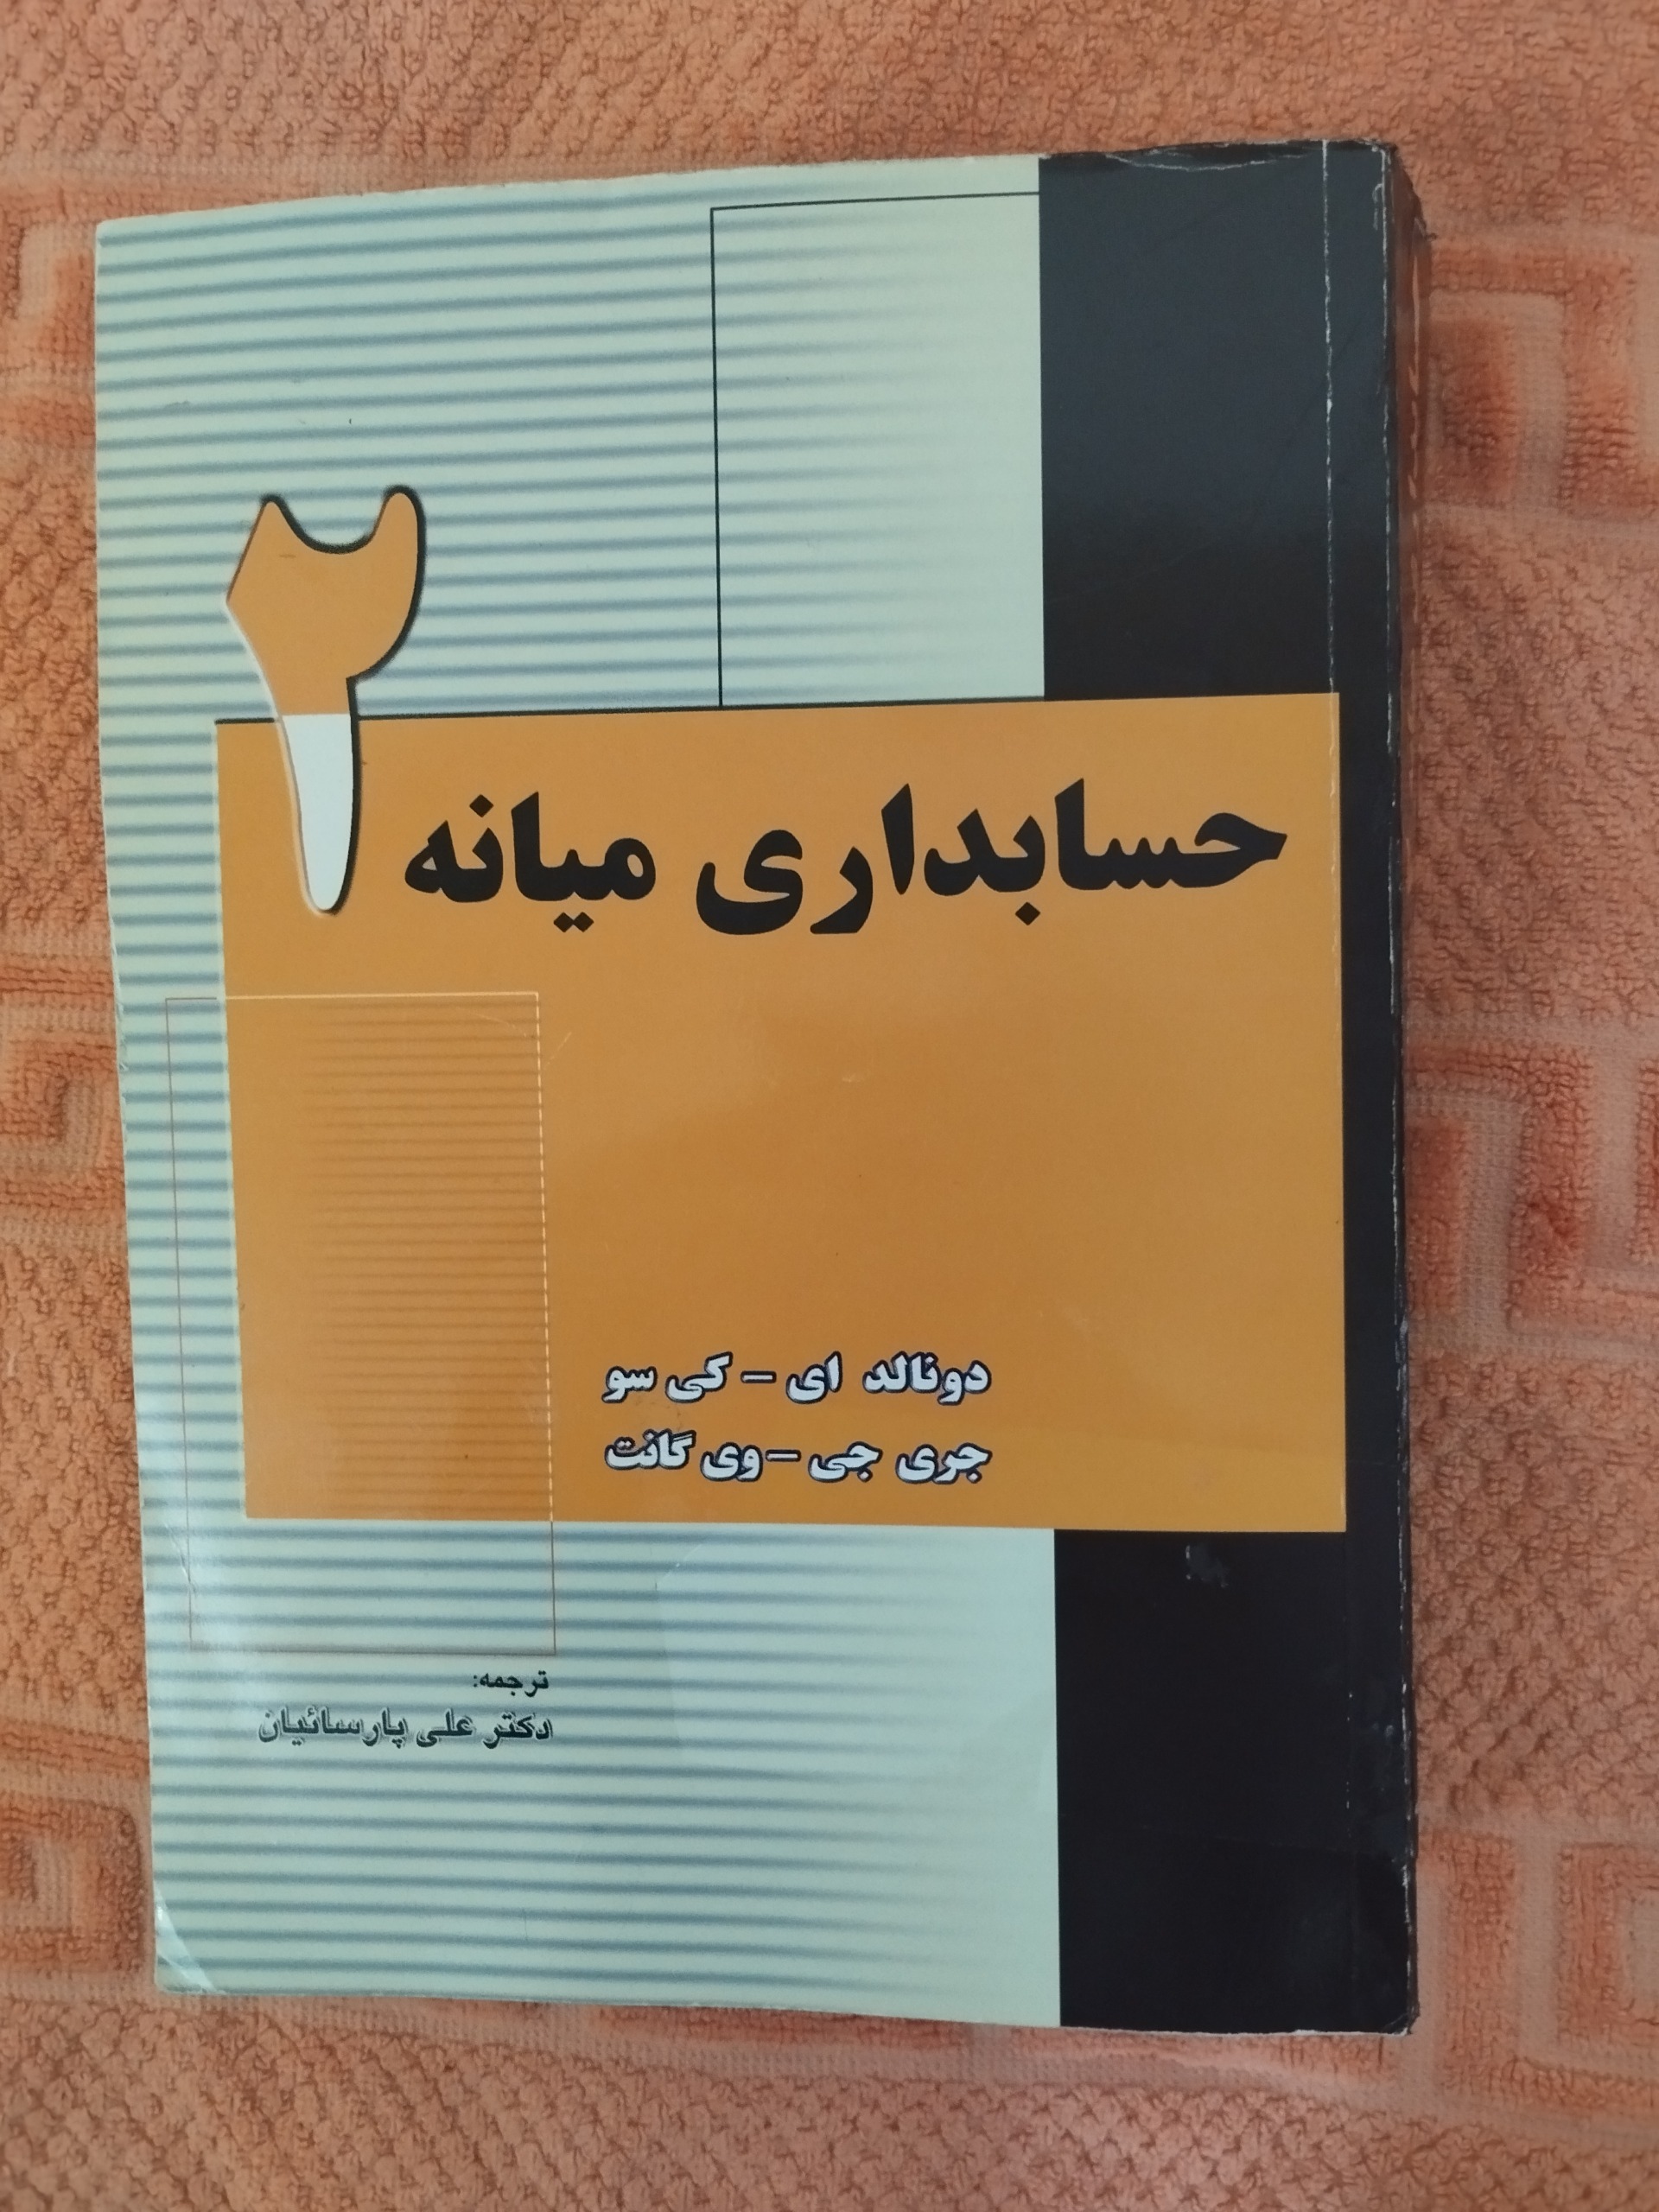 ۲
حسابداری میانه
دونالد ای - کی سو
جری جی - وی گانت
ترجمه:
دکتر علی پارسائیان